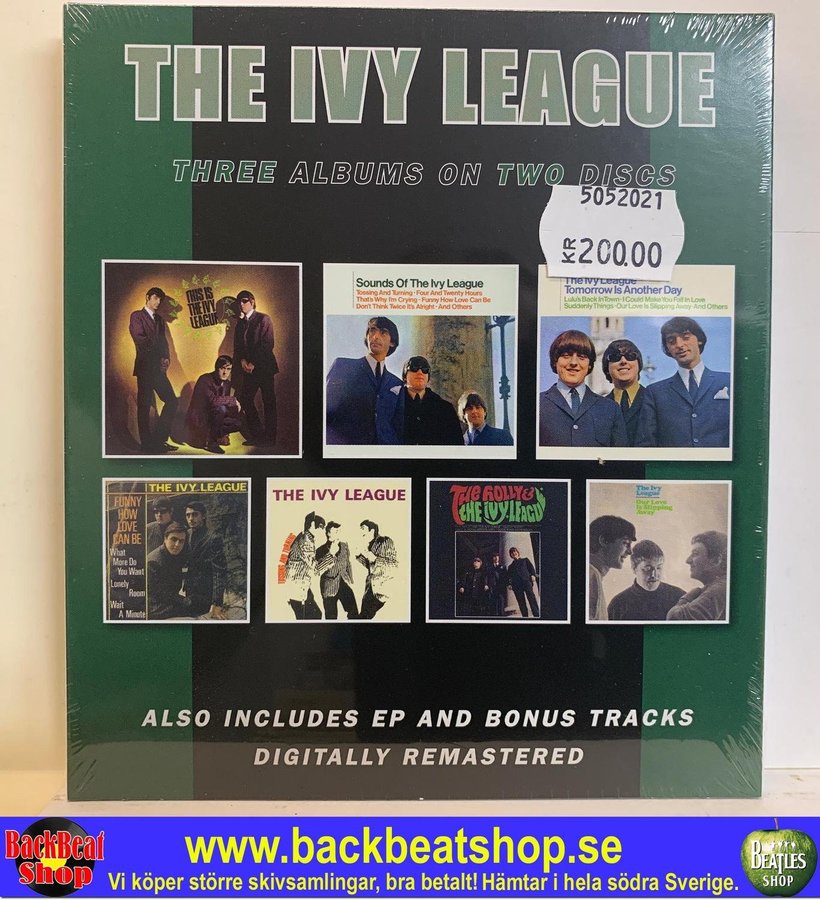 THE IVY LEAGUE
THREE ALBUMS ON TWO DISCS
5052021
KR 200.00
THIS IS
THE IVY
LEAGUE
Sounds Of The Ivy League
Tossing And Turning · Four And Twenty Hours
That's Why I'm Crying · Funny How Love Can Be
Don't Think Twice It's Alright · And Others
The Ivy League
Tomorrow Is Another Day
Lulu's Back In Town · I Could Make You Fall In Love
Suddenly Things · Our Love Is Slipping Away · And Others
THE IVY LEAGUE
FUNNY
HOW
LOVE
CAN BE
What
More Do
You Want
Lonely
Room
Wait
A Minute
THE IVY LEAGUE
THE HOLLY &
THE IVY LEAGUE
The Ivy
League
Our Love
Is Slipping
Away
ALSO INCLUDES EP AND BONUS TRACKS
DIGITALLY REMASTERED
BackBeat
Shop
www.backbeatshop.se
Vi köper större skivsamlingar, bra betalt! Hämtar i hela södra Sverige.
BEATLES
SHOP